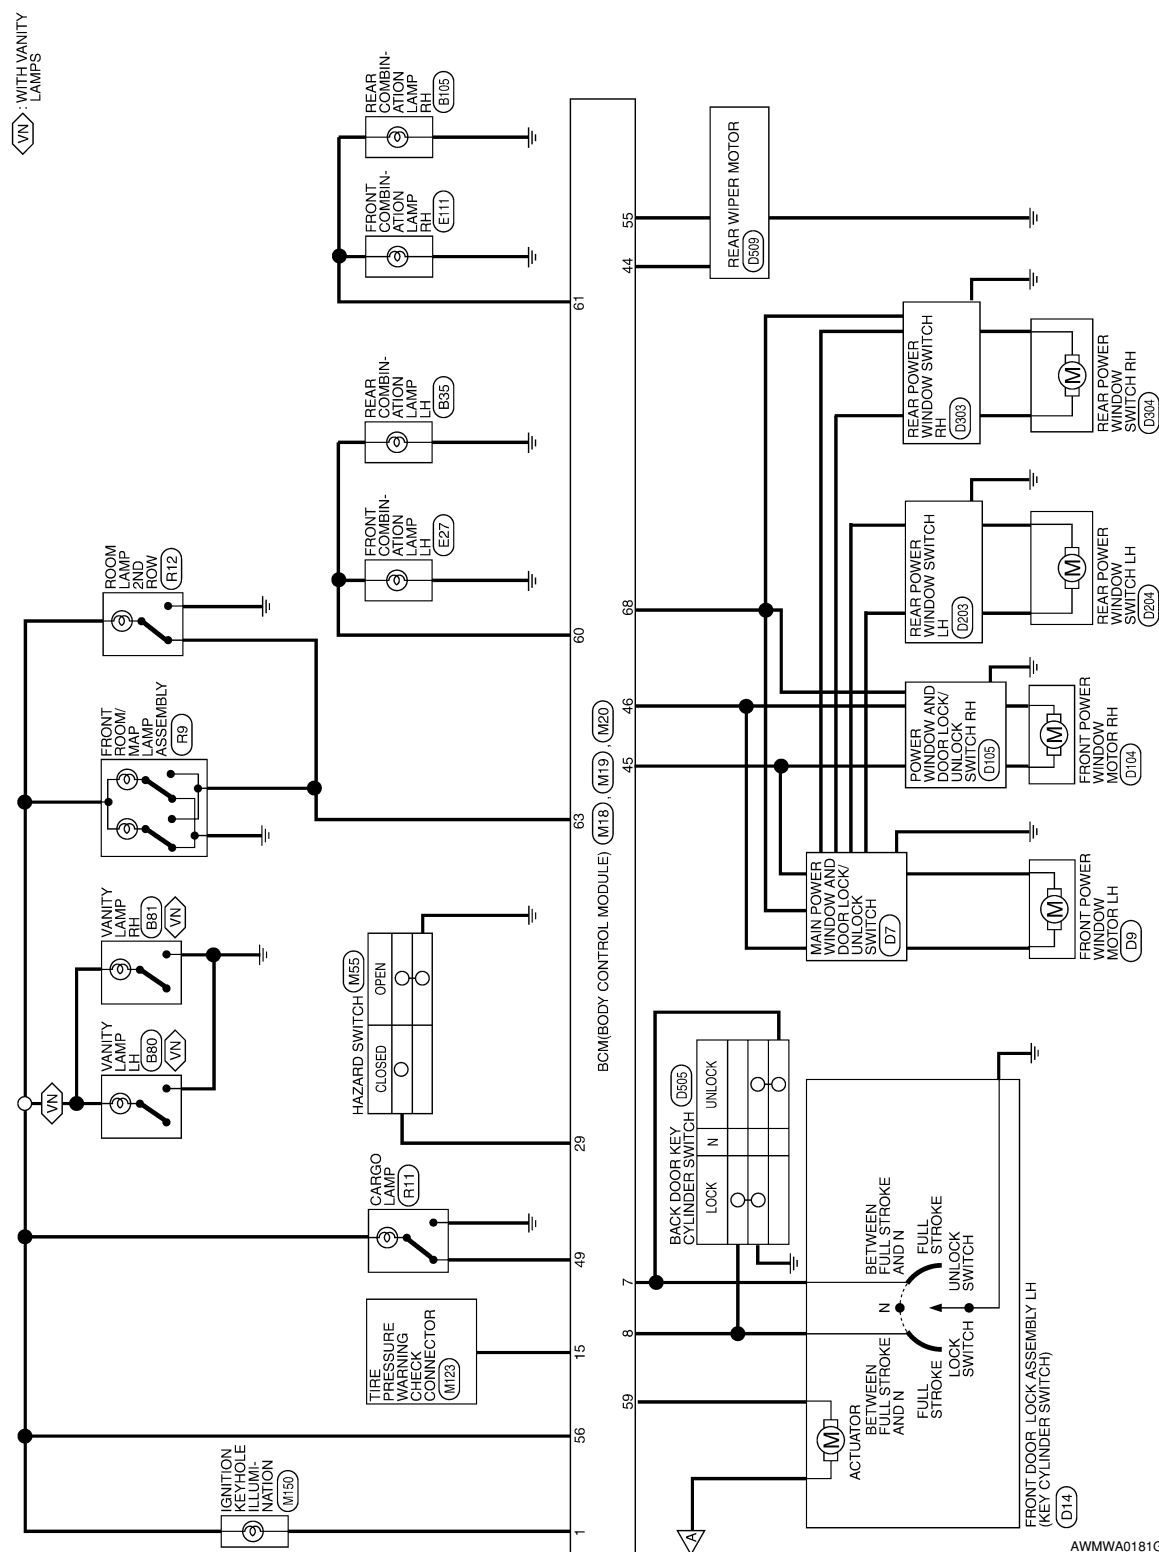 VN
: WITH VANITY
LAMPS
IGNITION
KEYHOLE
ILLUMI-
NATION
M150
1
56
TIRE
PRESSURE
WARNING
CHECK
CONNECTOR
M123
15
CARGO
LAMP
R11
49
HAZARD SWITCH
M55
CLOSED
OPEN
29
VN
VANITY
LAMP
LH
B80
VN
VANITY
LAMP
RH
B81
VN
FRONT
ROOM/
MAP
LAMP
ASSEMBLY
R9
63
ROOM
LAMP
2ND
ROW
R12
FRONT
COMBIN-
ATION
LAMP
LH
E27
REAR
COMBIN-
ATION
LAMP
LH
B35
60
FRONT
COMBIN-
ATION
LAMP
RH
E111
REAR
COMBIN-
ATION
LAMP
RH
B105
61
BCM(BODY CONTROL MODULE) M18 , M19 , M20
59
8
7
45
46
68
44
55
A
M
ACTUATOR
BETWEEN
FULL STROKE
AND N
FULL
STROKE
LOCK
SWITCH
N
BETWEEN
FULL STROKE
AND N
FULL
STROKE
UNLOCK
SWITCH
FRONT DOOR LOCK ASSEMBLY LH
(KEY CYLINDER SWITCH)
D14
BACK DOOR KEY
CYLINDER SWITCH
D505
LOCK
N
UNLOCK
MAIN POWER
WINDOW AND
DOOR LOCK/
UNLOCK
SWITCH
D7
M
FRONT POWER
WINDOW
MOTOR LH
D9
POWER
WINDOW AND
DOOR LOCK/
UNLOCK
SWITCH RH
D105
M
FRONT POWER
WINDOW
MOTOR RH
D104
REAR POWER
WINDOW SWITCH
LH
D203
M
REAR POWER
WINDOW
SWITCH LH
D204
REAR POWER
WINDOW SWITCH
RH
D303
M
REAR POWER
WINDOW
SWITCH RH
D304
REAR WIPER MOTOR
D509
AWMWA0181G